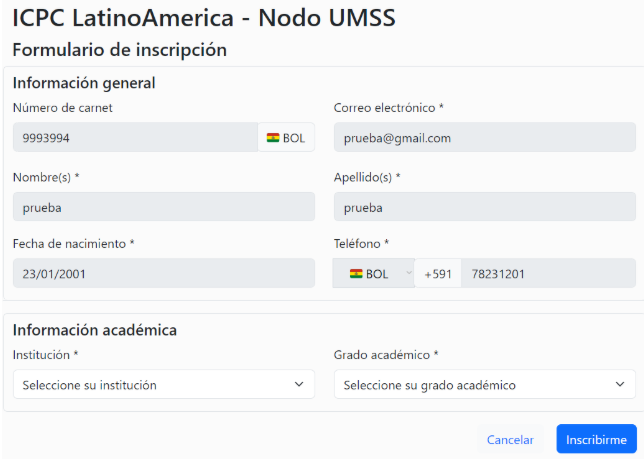 ICPC LatinoAmerica - Nodo UMSS
Formulario de inscripción
Información general
Número de carnet
Correo electrónico *
9993994
BOL
prueba@gmail.com
Nombre(s) *
Apellido(s) *
prueba
prueba
Fecha de nacimiento *
Teléfono *
23/01/2001
BOL
+591
78231201
Información académica
Institución *
Grado académico *
Seleccione su institución
Seleccione su grado académico
Cancelar
Inscribirme